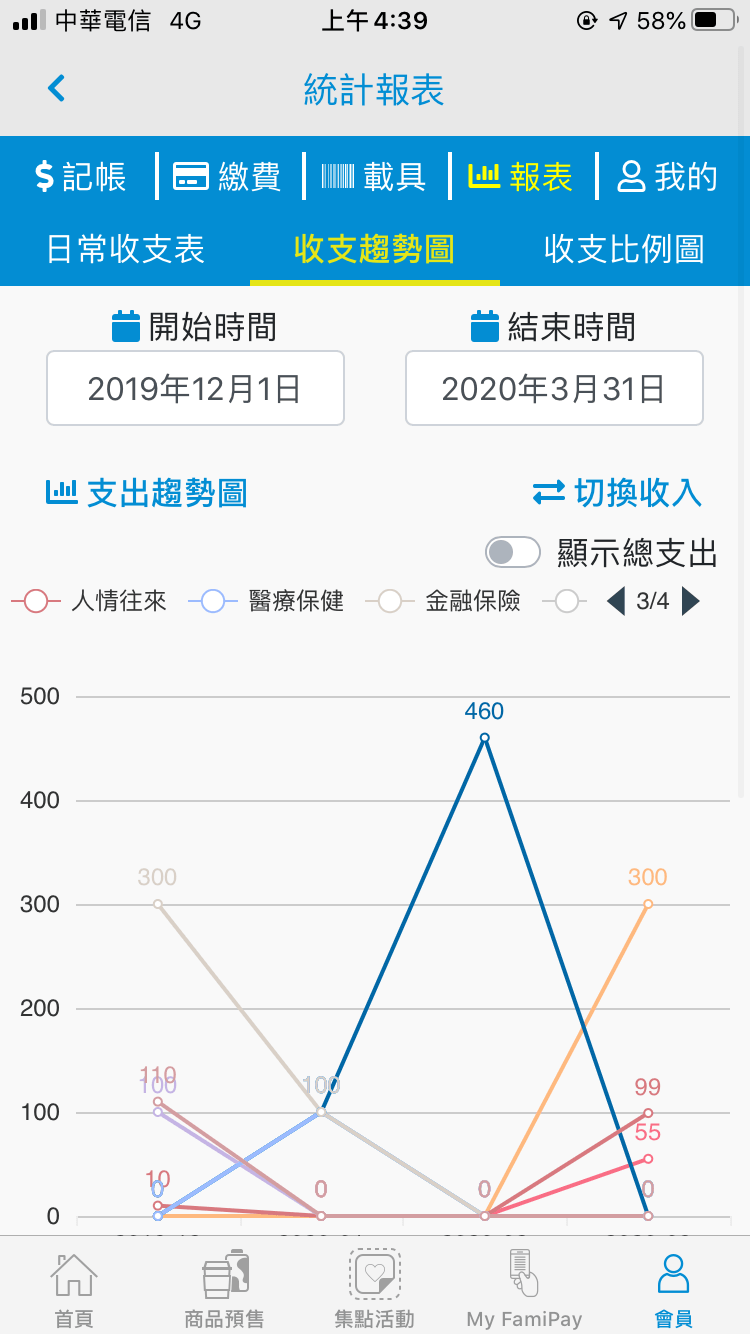 中華電信 4G 上午4:39 58%
統計報表
記帳 繳費 載具 報表 我的
日常收支表 收支趨勢圖 收支比例圖
開始時間 結束時間
2019年12月1日 2020年3月31日
支出趨勢圖 切換收入
顯示總支出
人情往來 醫療保健 金融保險 3/4
500
460
400
300 300
300
200
110
100
100
100
99
55
10
0 0 0 0
0
首頁 商品預售 集點活動 My FamiPay 會員